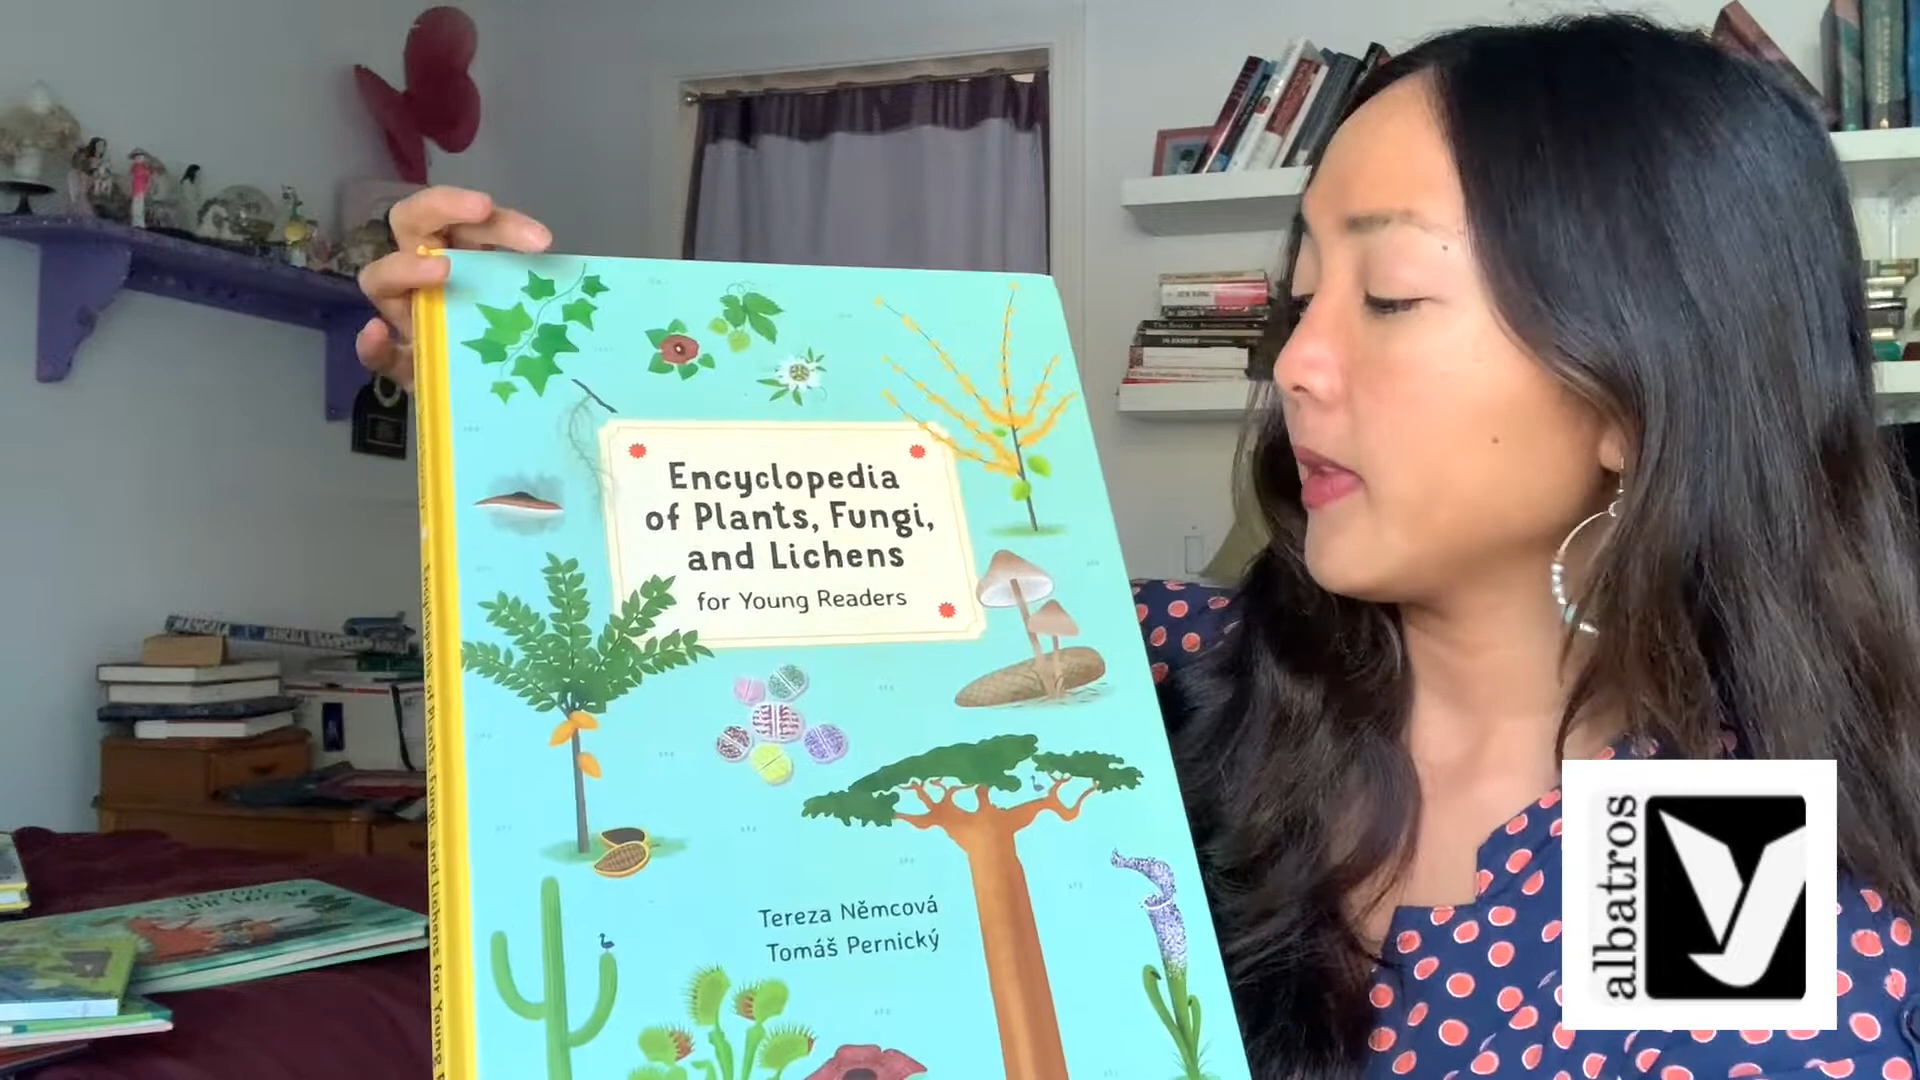 Encyclopedia
of Plants, Fungi,
and Lichens
for Young Readers
Tereza Němcová
Tomáš Pernický
Encyclopedia of Plants, Fungi, and Lichens for Young
albatros